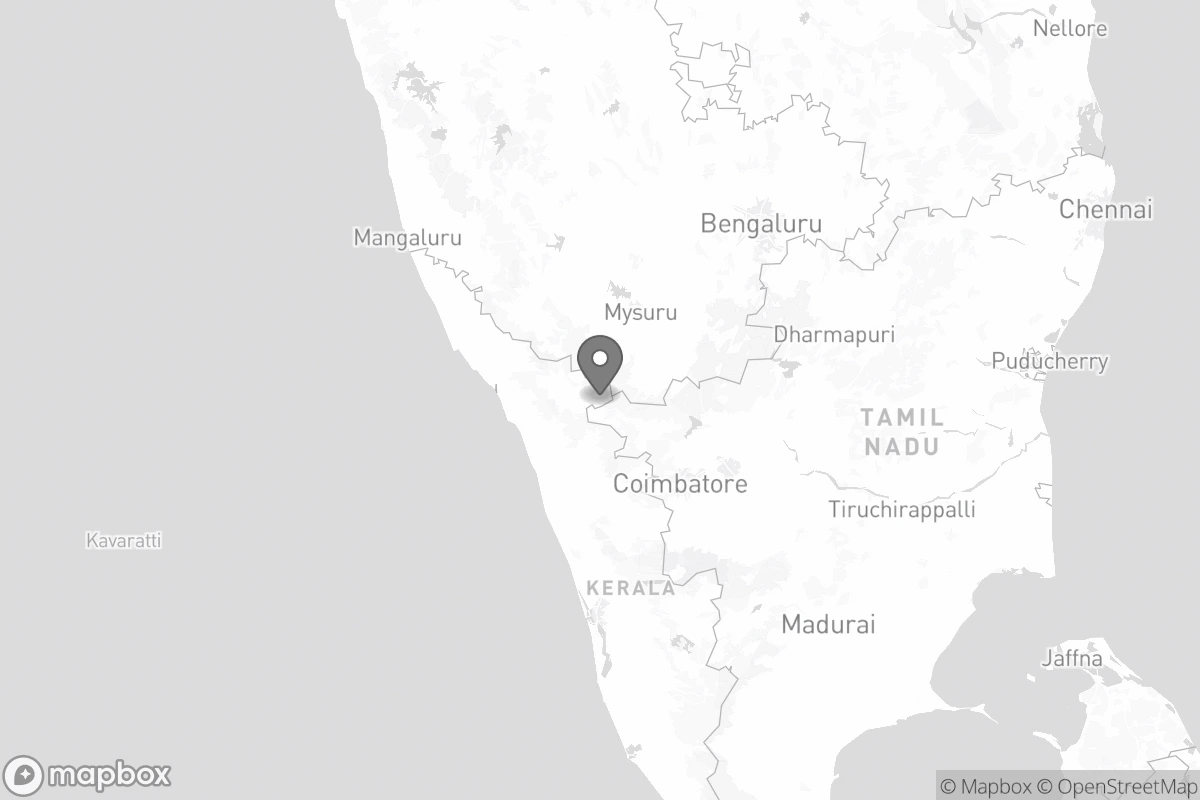 Nellore
Chennai
Bengaluru
Mangaluru
Mysuru
Dharmapuri
Puducherry
TAMIL
NADU
Coimbatore
Tiruchirappalli
Kavaratti
KERALA
Madurai
Jaffna
mapbox
© Mapbox © OpenStreetMap